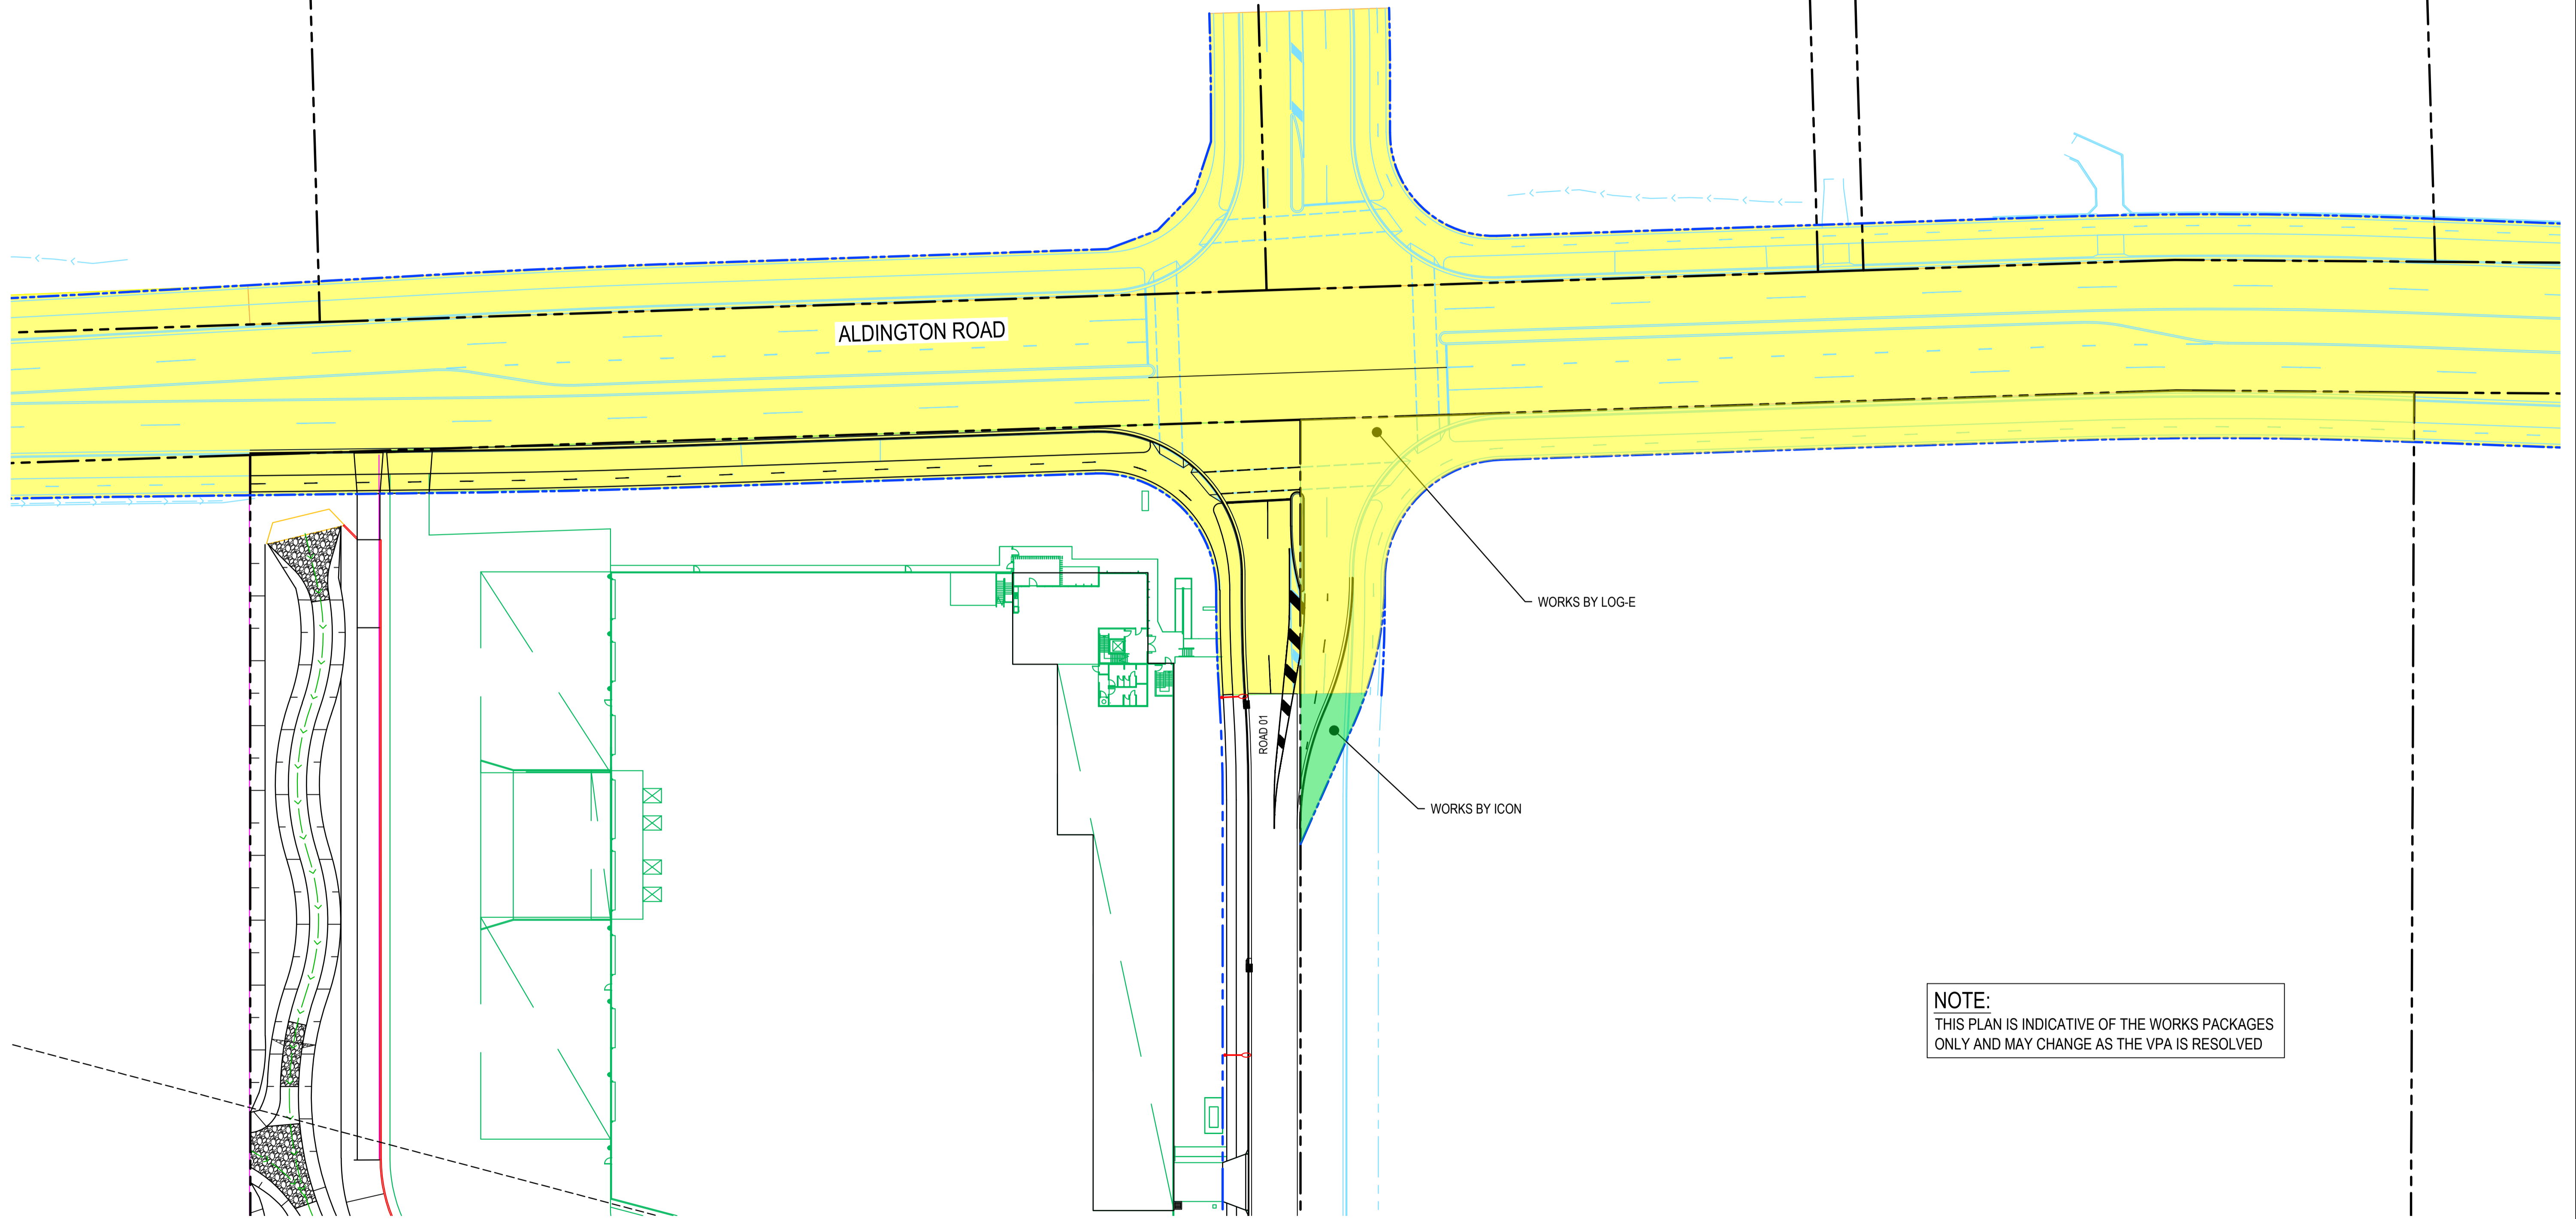 ALDINGTON ROAD
WORKS BY LOG-E
ROAD 01
WORKS BY ICON
NOTE:
THIS PLAN IS INDICATIVE OF THE WORKS PACKAGES
ONLY AND MAY CHANGE AS THE VPA IS RESOLVED